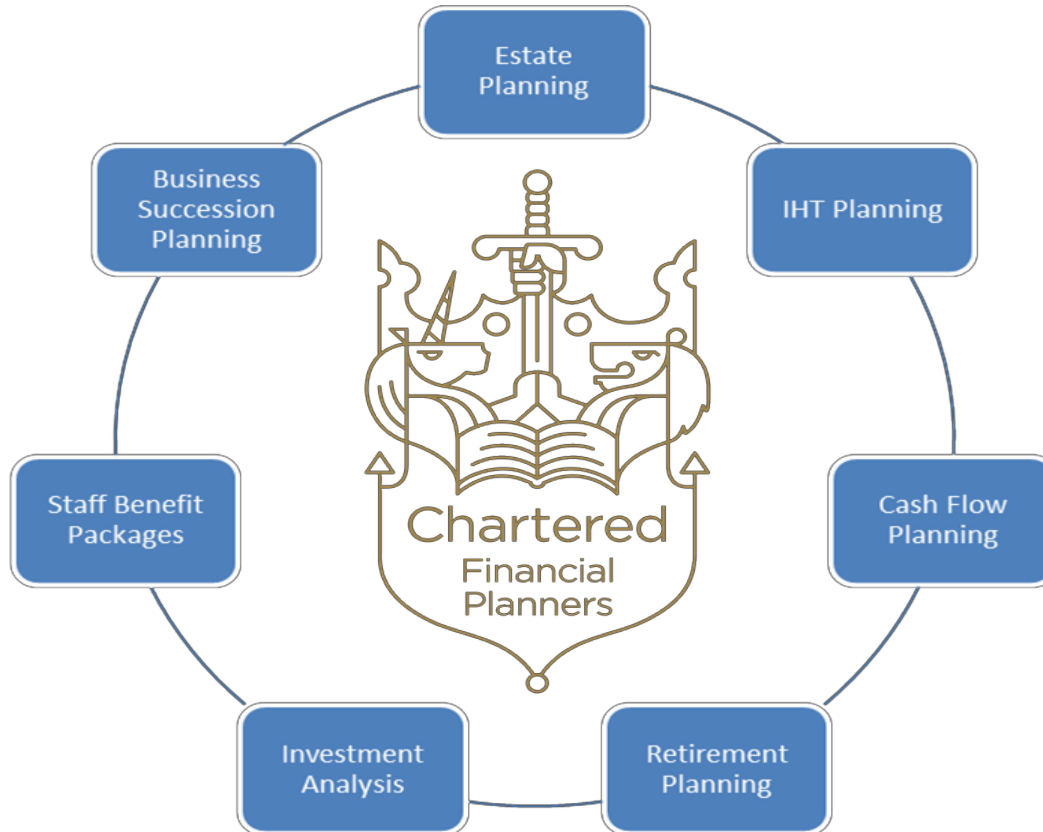 Estate
Planning
IHT Planning
Cash Flow
Planning
Retirement
Planning
Investment
Analysis
Staff Benefit
Packages
Business
Succession
Planning
Chartered
Financial
Planners